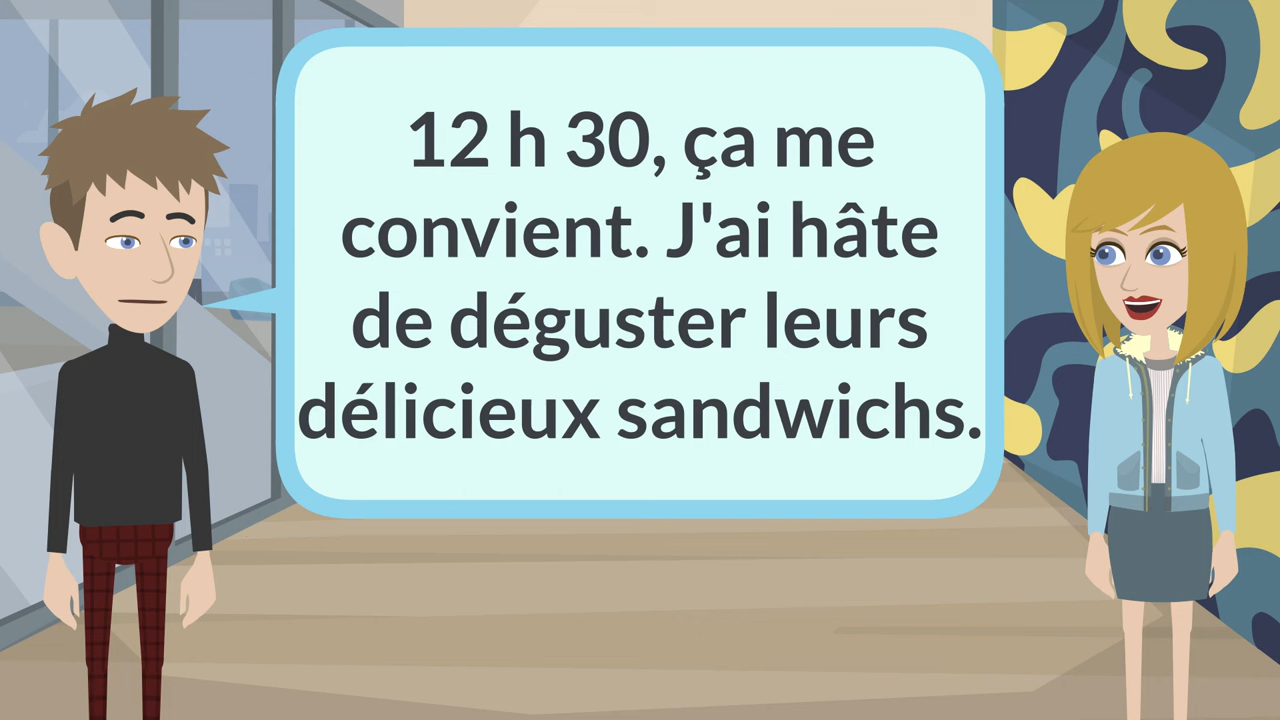 12 h 30, ça me
convient. J'ai hâte
de déguster leurs
délicieux sandwichs.